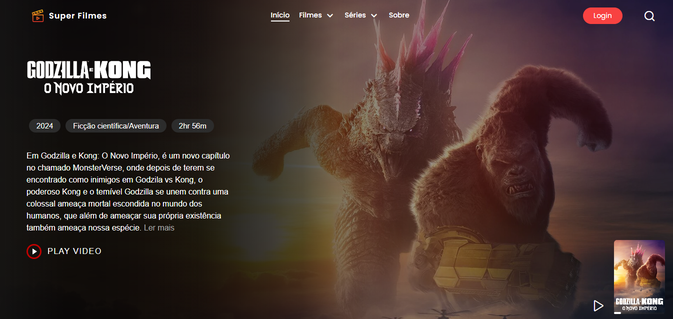 Super Filmes
Início Filmes Séries Sobre
Login
GODZILLA E KONG
O NOVO IMPÉRIO
2024 Ficção científica/Aventura 2hr 56m
Em Godzilla e Kong: O Novo Império, é um novo capítulo
no chamado MonsterVerse, onde depois de terem se
encontrado como inimigos em Godzila vs Kong, o
poderoso Kong e o temível Godzilla se unem contra uma
colossal ameaça mortal escondida no mundo dos
humanos, que além de ameaçar sua própria existência
também ameaça nossa espécie. Ler mais
PLAY VIDEO
GODZILLA E KONG
O NOVO IMPÉRIO